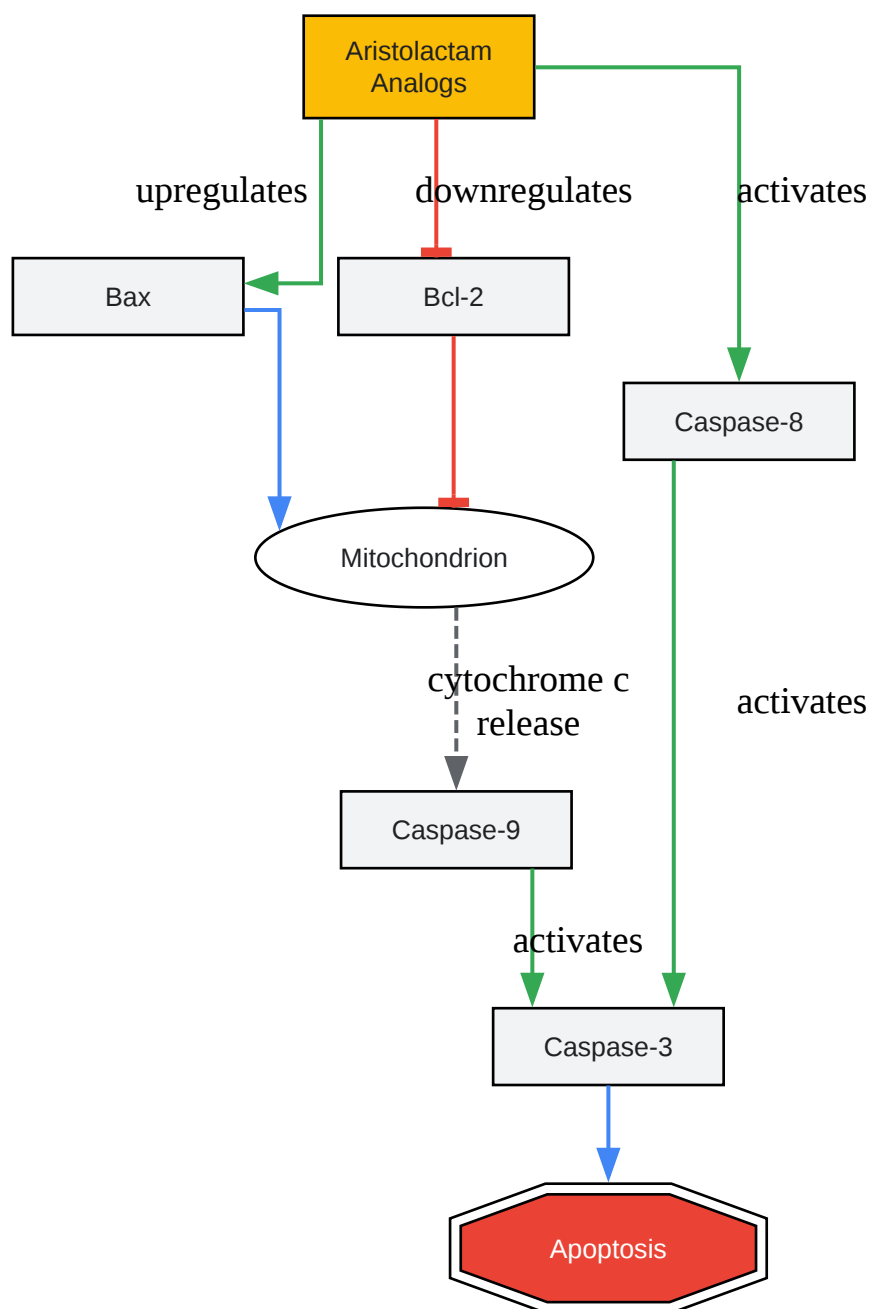 Aristolactam
Analogs
upregulates
downregulates
activates
Bax
Bcl-2
Caspase-8
Mitochondrion
cytochrome c
release
activates
Caspase-9
activates
Caspase-3
Apoptosis